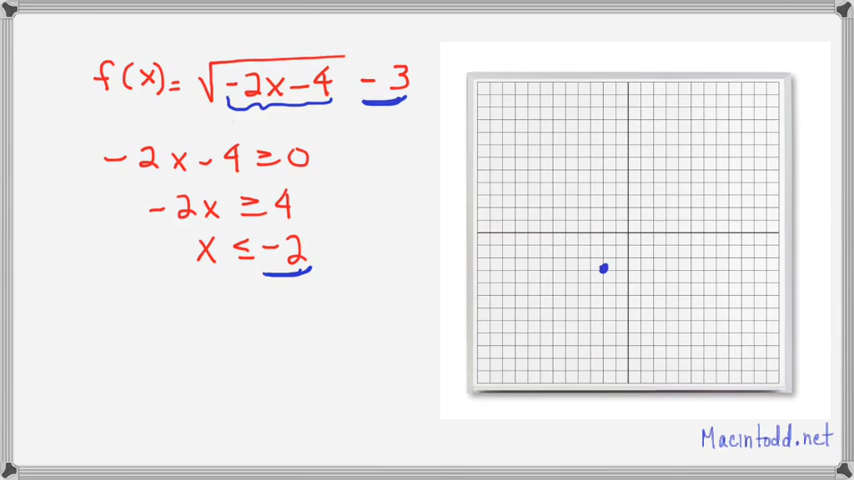 f(x) = √-2x-4 - 3
-2x-4 ≥ 0
-2x ≥ 4
x ≤ -2
Macintodd.net